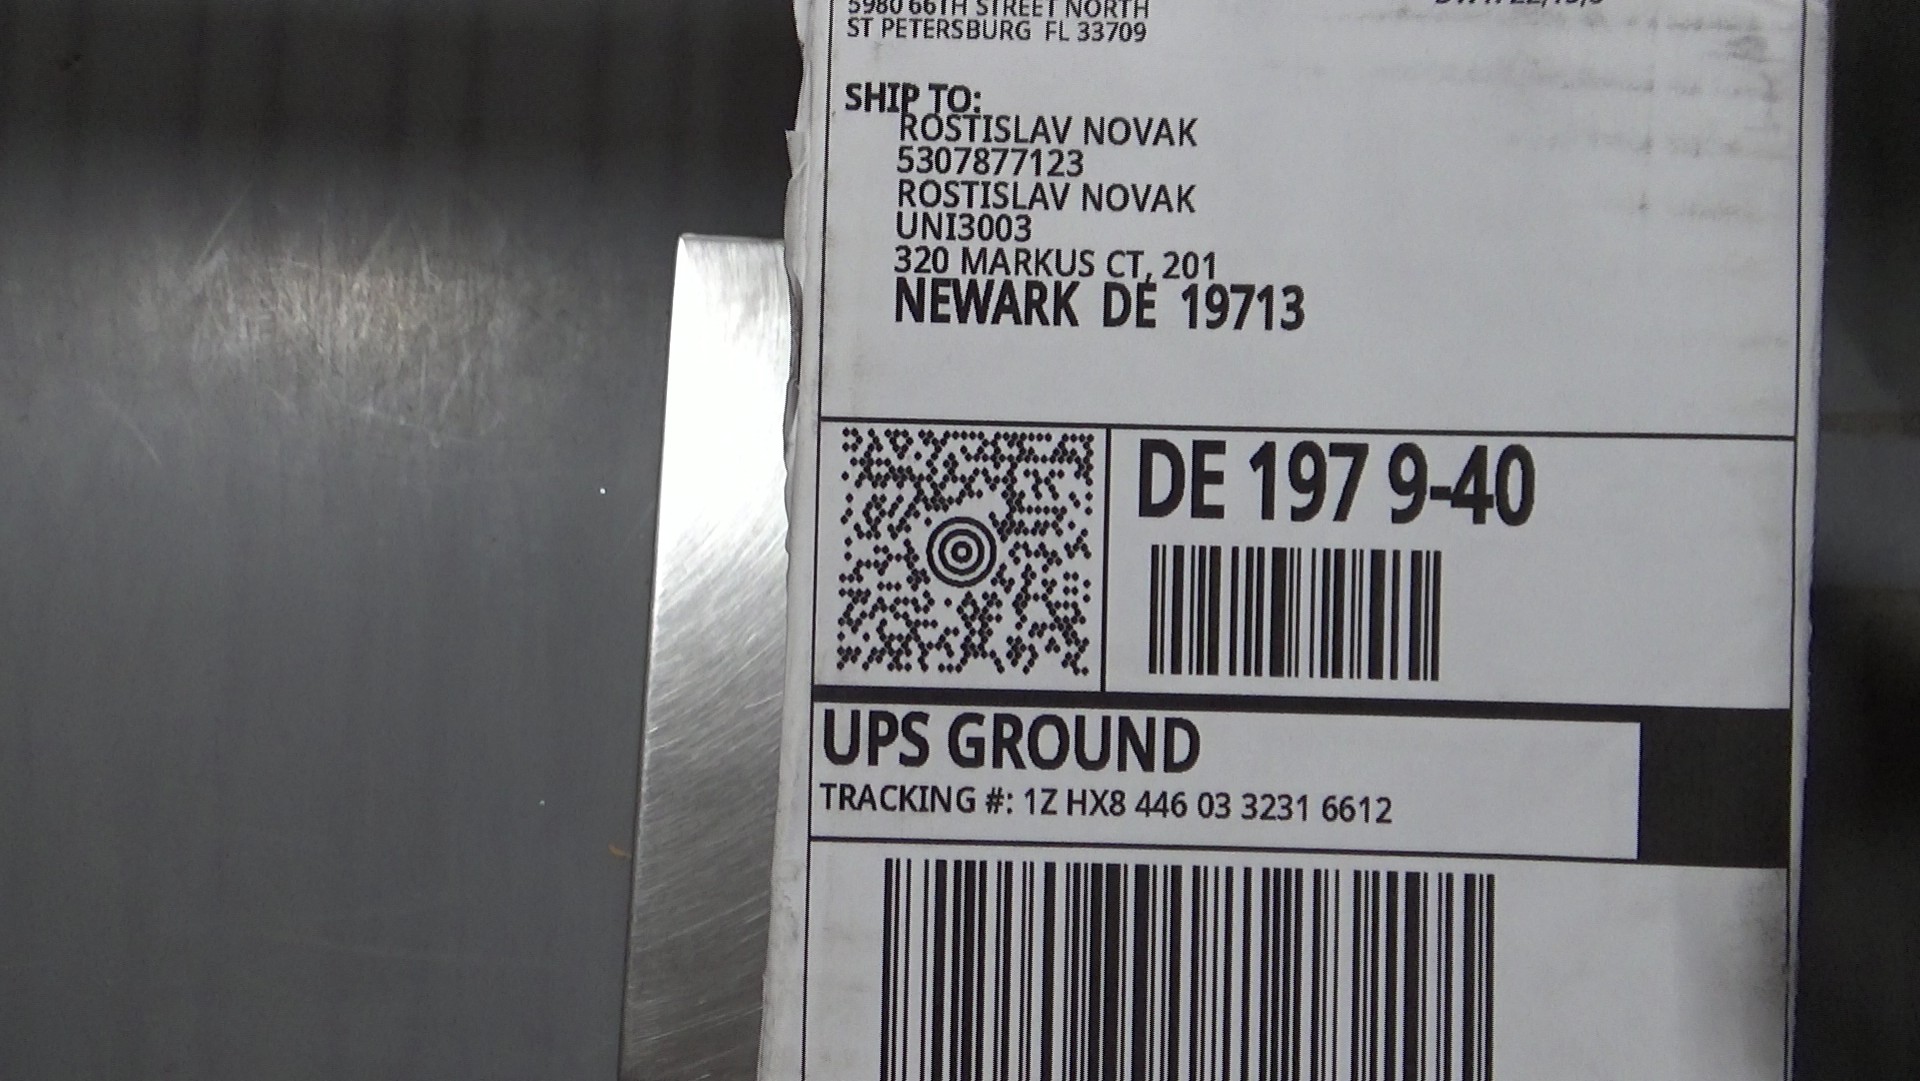 5980 66TH STREET NORTH
ST PETERSBURG FL 33709
SHIP TO:
ROSTISLAV NOVAK
5307877123
ROSTISLAV NOVAK
UNI3003
320 MARKUS CT, 201
NEWARK DE 19713
DE 197 9-40
UPS GROUND
TRACKING #: 1Z HX8 446 03 3231 6612